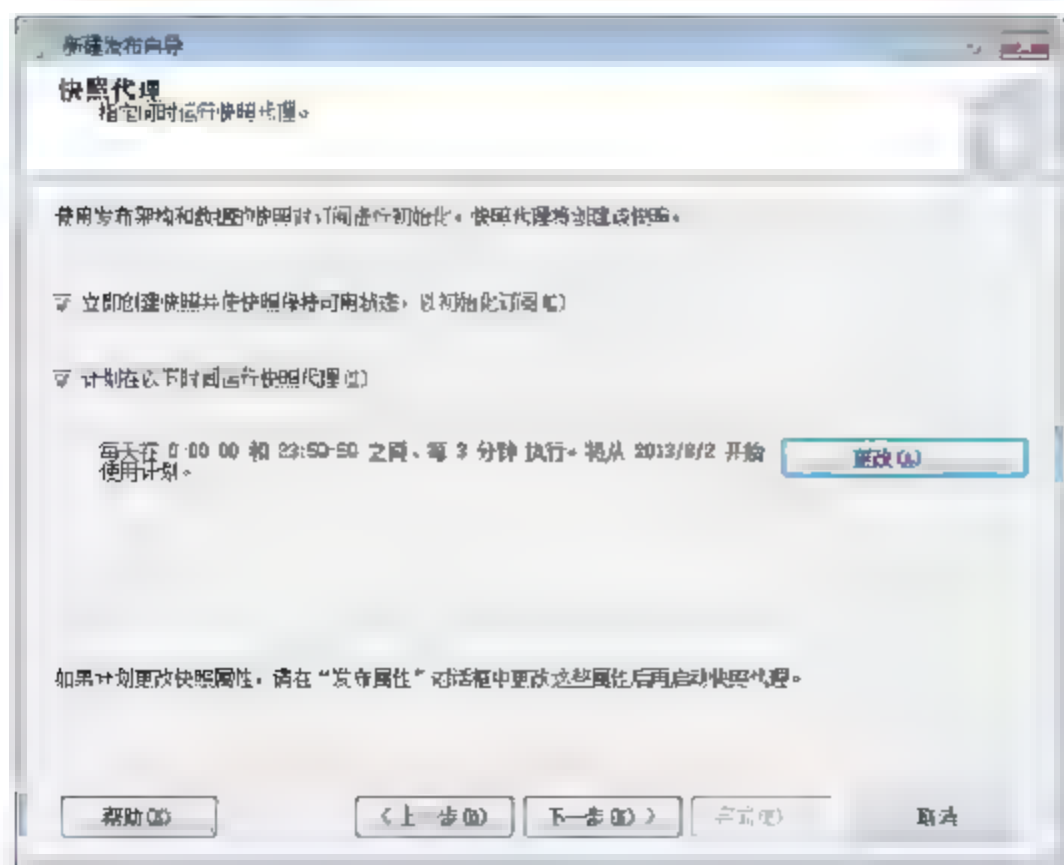 新建发布向导
快照代理
指定何时运行快照代理。
使用发布架构和数据的快照对订阅进行初始化。快照代理将创建该快照。
立即创建快照并使快照保持可用状态，以初始化订阅(C)
计划在以下时间运行快照代理(I)
每天在 0:00:00 和 23:59:59 之间、每 3 分钟 执行。将从 2013/8/2 开始
使用计划。
更改(A)
如果计划更改快照属性，请在“发布属性”对话框中更改这些属性后再启动快照代理。
帮助(H)
< 上一步(B)
下一步(N) >
取消